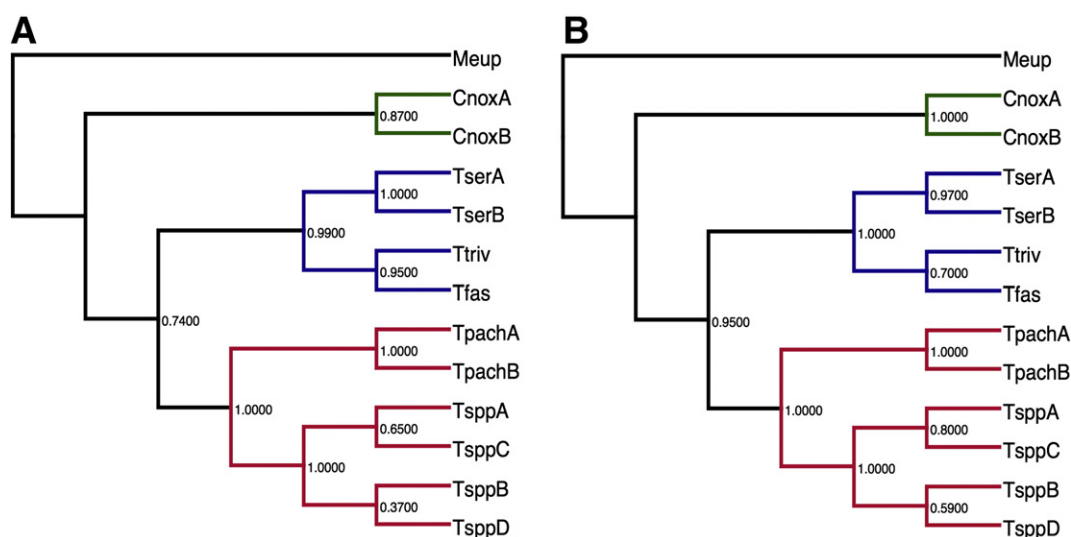 A
Meup
CnoxA
0.8700
CnoxB
TserA
1.0000
TserB
0.9900
Ttriv
0.9500
Tfas
0.7400
TpachA
1.0000
TpachB
1.0000
TsppA
0.6500
TsppC
1.0000
TsppB
0.3700
TsppD
B
Meup
CnoxA
1.0000
CnoxB
TserA
0.9700
TserB
1.0000
Ttriv
0.7000
Tfas
0.9500
TpachA
1.0000
TpachB
1.0000
TsppA
0.8000
TsppC
1.0000
TsppB
0.5900
TsppD